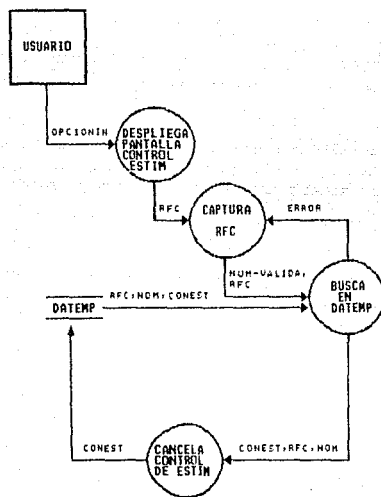 USUARIO
OPCIONIN
DESPLIEGA
PANTALLA
CONTROL
ESTIM
RFC
CAPTURA
RFC
ERROR
NUM-VALIDA,
RFC
BUSCA
EN
DATEMP
RFC,NOM,CONEST
DATEMP
CONEST
CANCELA
CONTROL
DE ESTIM
CONEST,RFC,NOM